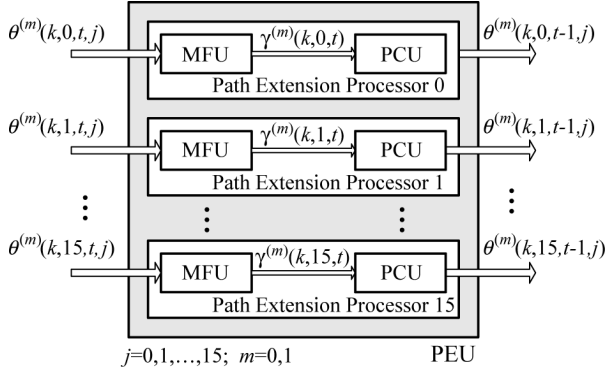 θ^(m)(k,0,t,j) MFU γ^(m)(k,0,t) PCU θ^(m)(k,0,t-1,j)
Path Extension Processor 0
θ^(m)(k,1,t,j) MFU γ^(m)(k,1,t) PCU θ^(m)(k,1,t-1,j)
Path Extension Processor 1
θ^(m)(k,15,t,j) MFU γ^(m)(k,15,t) PCU θ^(m)(k,15,t-1,j)
Path Extension Processor 15
j=0,1,…,15; m=0,1 PEU